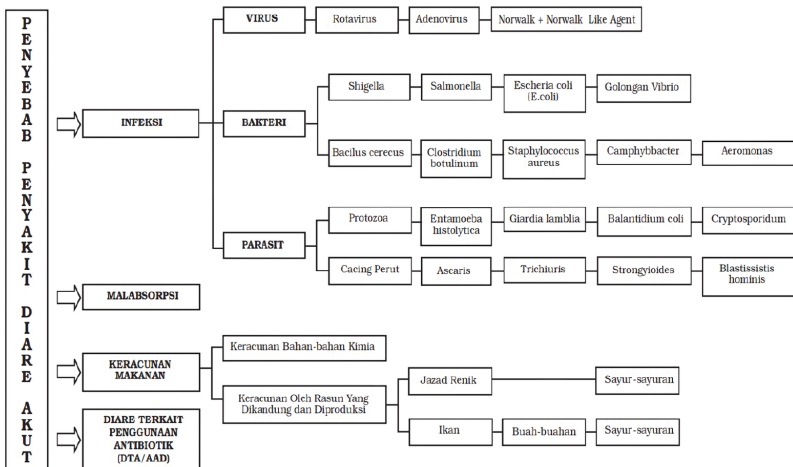 PENYEBAB PENYAKIT DIARE AKUT
VIRUS
Rotavirus
Adenovirus
Norwalk + Norwalk Like Agent
INFEKSI
BAKTERI
Shigella
Salmonella
Escheria coli
(E.coli)
Golongan Vibrio
Bacilus cerecus
Clostridium
botulinum
Staphylococcus
aureus
Camphybbacter
Aeromonas
PARASIT
Protozoa
Entamoeba
histolytica
Giardia lamblia
Balantidium coli
Cryptosporidum
Cacing Perut
Ascaris
Trichiuris
Strongyioides
Blastissistis
hominis
MALABSORPSI
KERACUNAN
MAKANAN
Keracunan Bahan-bahan Kimia
Keracunan Oleh Rasun Yang
Dikandung dan Diproduksi
Jazad Renik
Sayur-sayuran
Ikan
Buah-buahan
Sayur-sayuran
DIARE TERKAIT
PENGGUNAAN
ANTIBIOTIK
(DTA/AAD)